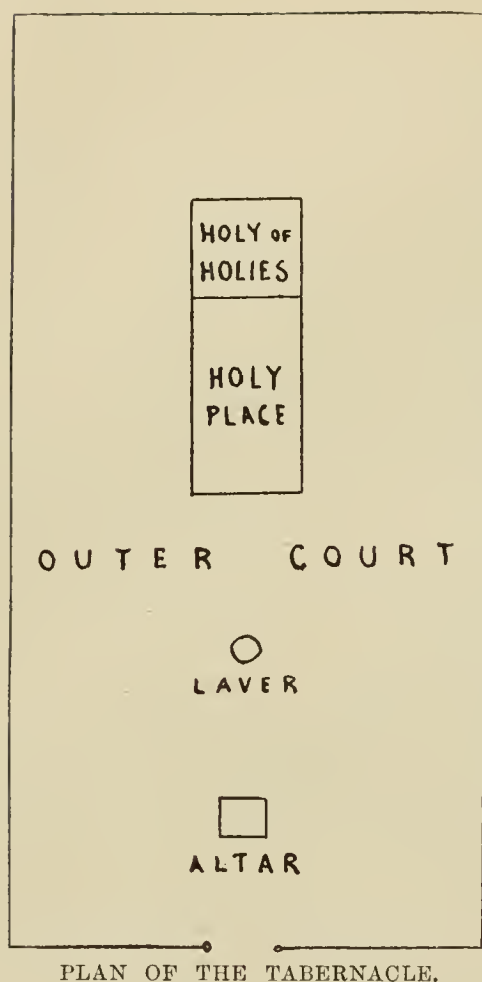 HOLY OF
HOLIES
HOLY
PLACE
OUTER COURT
LAVER
ALTAR
PLAN OF THE TABERNACLE.